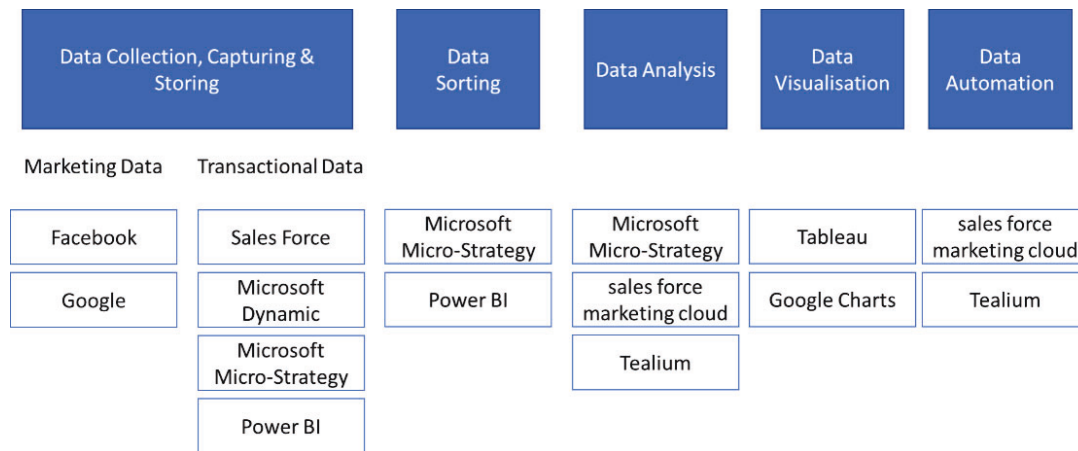 Data Collection, Capturing &
Storing
Data
Sorting
Data Analysis
Data
Visualisation
Data
Automation
Marketing Data
Transactional Data
Facebook
Google
Sales Force
Microsoft
Dynamic
Microsoft
Micro-Strategy
Power BI
Microsoft
Micro-Strategy
Power BI
Microsoft
Micro-Strategy
sales force
marketing cloud
Tealium
Tableau
Google Charts
sales force
marketing cloud
Tealium